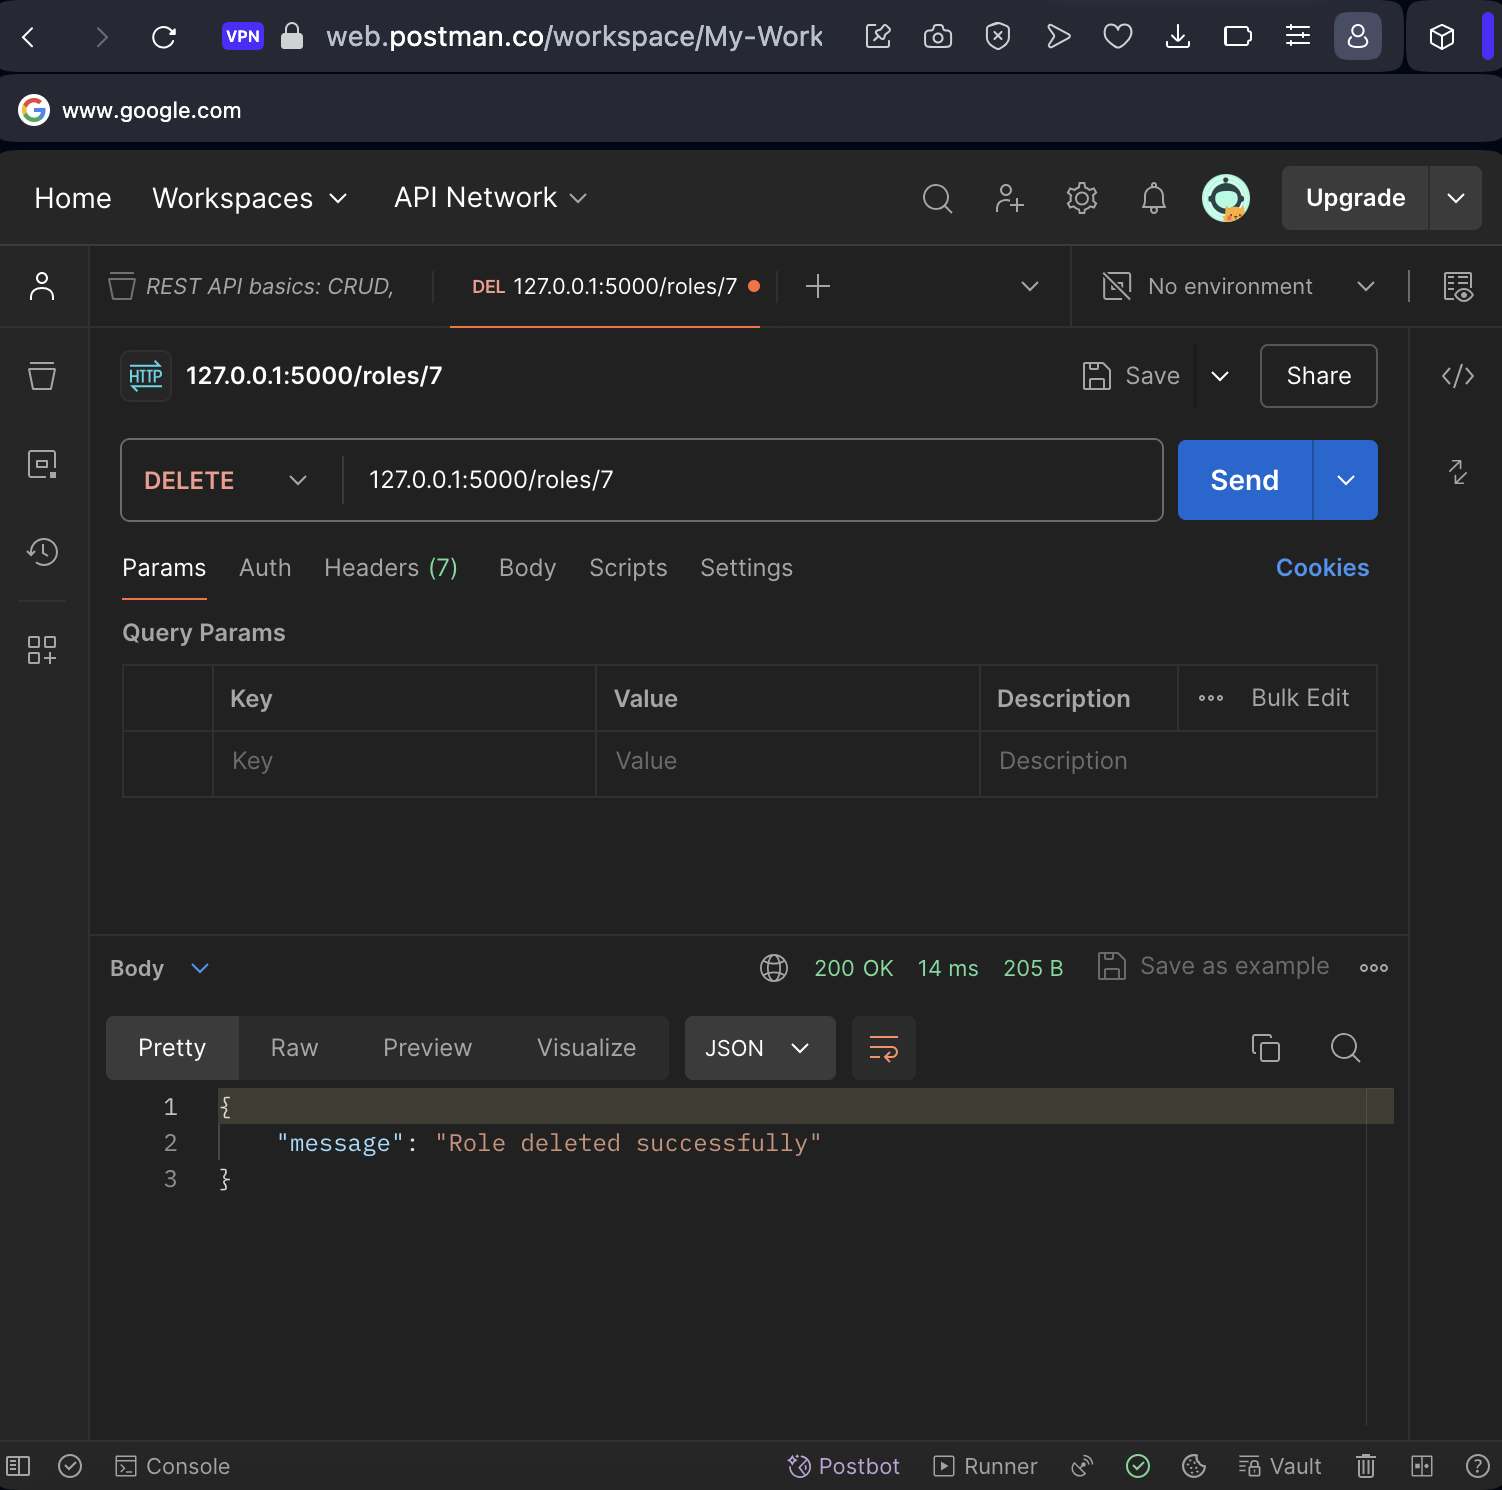 VPN web.postman.co/workspace/My-Work
www.google.com
Home Workspaces API Network Upgrade
REST API basics: CRUD, DEL 127.0.0.1:5000/roles/7 No environment
HTTP 127.0.0.1:5000/roles/7 Save Share
DELETE 127.0.0.1:5000/roles/7 Send
Params Auth Headers (7) Body Scripts Settings Cookies
Query Params
Key Value Description Bulk Edit
Key Value Description
Body 200 OK 14 ms 205 B Save as example
Pretty Raw Preview Visualize JSON
1 {
2 "message": "Role deleted successfully"
3 }
Console Postbot Runner Vault